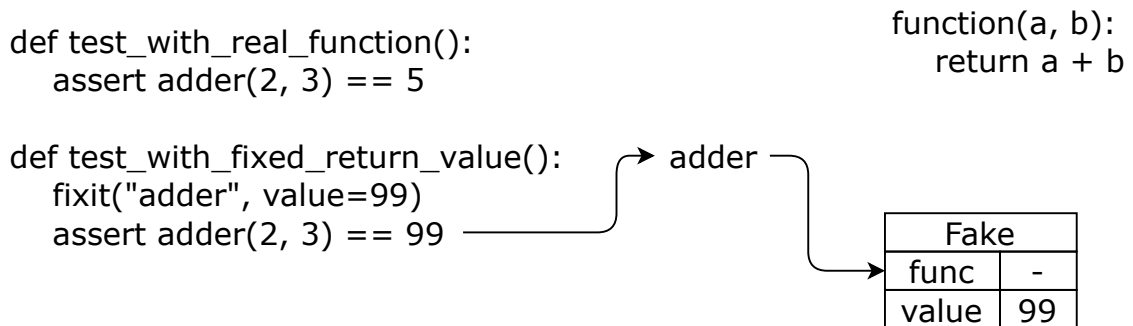 def test_with_real_function():
    assert adder(2, 3) == 5
function(a, b):
    return a + b
def test_with_fixed_return_value():
    fixit("adder", value=99)
    assert adder(2, 3) == 99
adder
Fake
func -
value 99